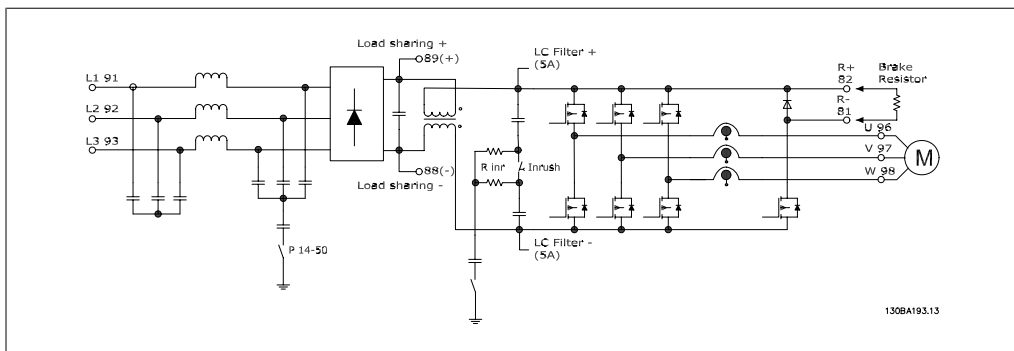 Load sharing +
89(+)
LC Filter +
(5A)
L1 91
L2 92
L3 93
R+
82
Brake
Resistor
R-
81
U 96
V 97
W 98
M
R inr
Inrush
88(-)
Load sharing -
P 14-50
LC Filter -
(5A)
130BA193.13